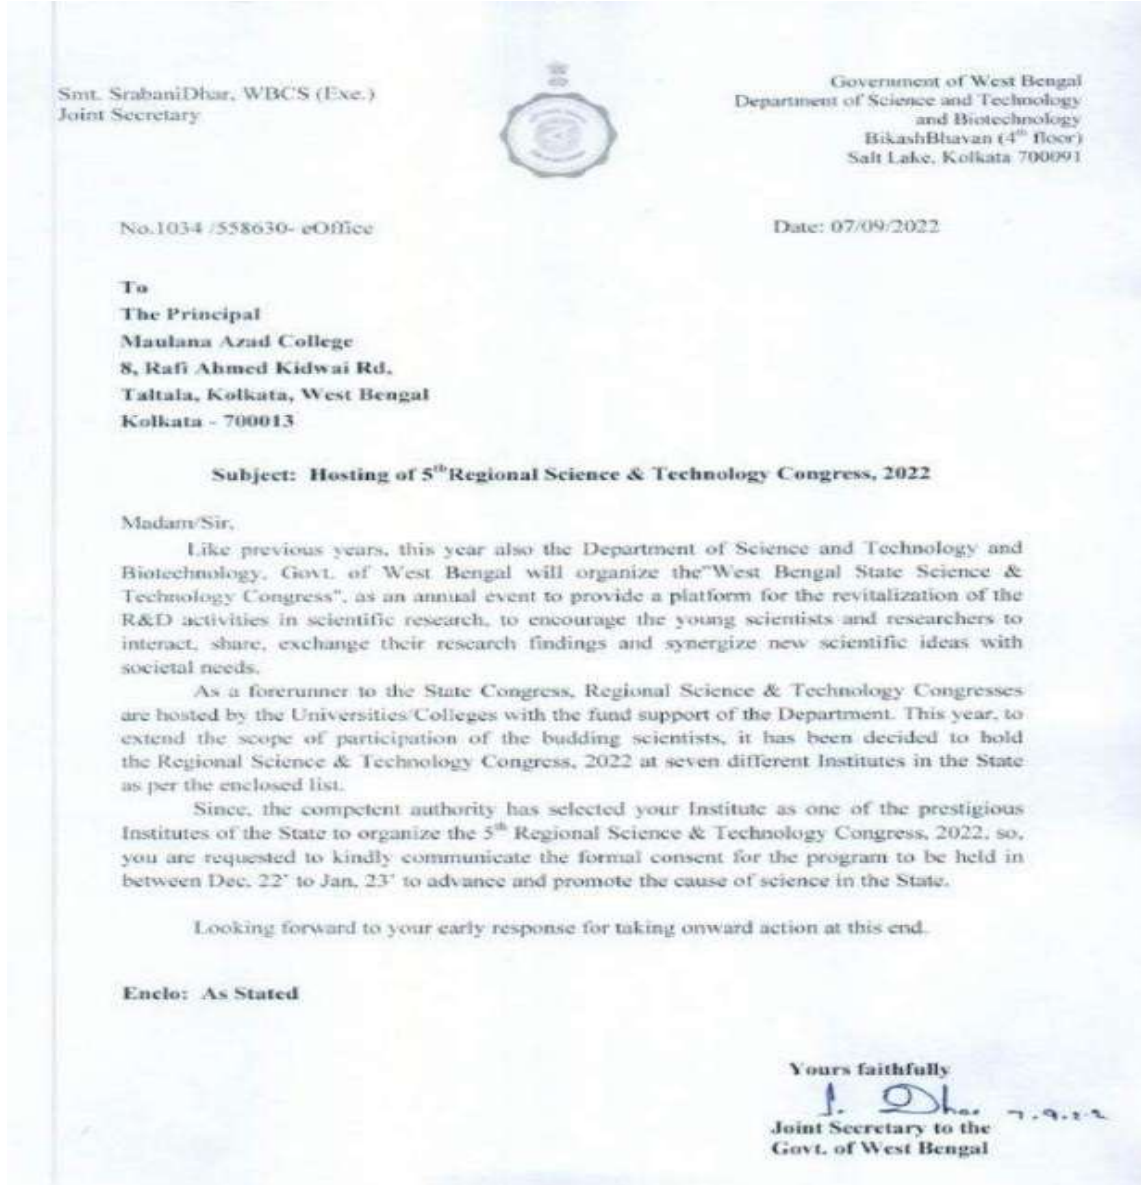 Smt. SrabaniDhar, WBCS (Exe.)
Joint Secretary
Government of West Bengal
Department of Science and Technology
and Biotechnology
BikashBhavan (4th floor)
Salt Lake, Kolkata 700091
No.1034 /558630- eOffice
Date: 07/09/2022
To
The Principal
Maulana Azad College
8, Rafi Ahmed Kidwai Rd,
Taltala, Kolkata, West Bengal
Kolkata - 700013
Subject: Hosting of 5th Regional Science & Technology Congress, 2022
Madam/Sir,
Like previous years, this year also the Department of Science and Technology and
Biotechnology, Govt. of West Bengal will organize the"West Bengal State Science &
Technology Congress", as an annual event to provide a platform for the revitalization of the
R&D activities in scientific research, to encourage the young scientists and researchers to
interact, share, exchange their research findings and synergize new scientific ideas with
societal needs.
As a forerunner to the State Congress, Regional Science & Technology Congresses
are hosted by the Universities/Colleges with the fund support of the Department. This year, to
extend the scope of participation of the budding scientists, it has been decided to hold
the Regional Science & Technology Congress, 2022 at seven different Institutes in the State
as per the enclosed list.
Since, the competent authority has selected your Institute as one of the prestigious
Institutes of the State to organize the 5th Regional Science & Technology Congress, 2022, so,
you are requested to kindly communicate the formal consent for the program to be held in
between Dec, 22' to Jan, 23' to advance and promote the cause of science in the State.
Looking forward to your early response for taking onward action at this end.
Enclo: As Stated
Yours faithfully
S. Dhar 7.9.22
Joint Secretary to the
Govt. of West Bengal